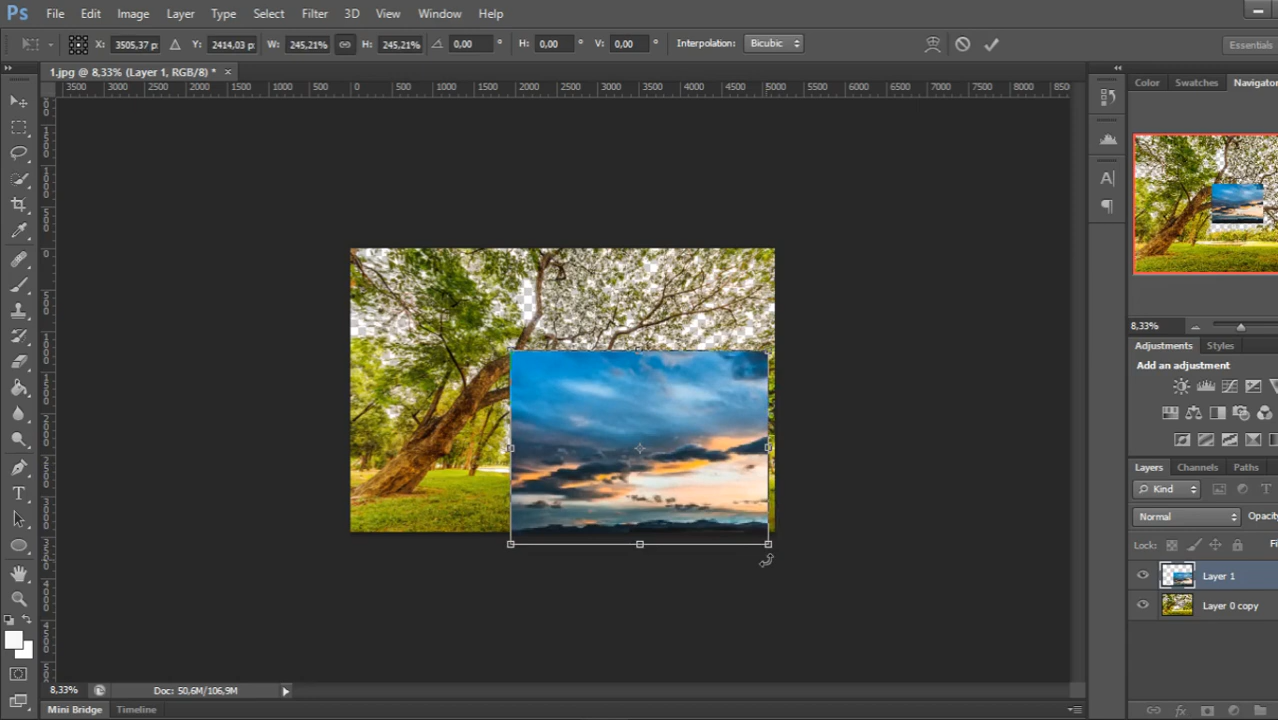 Ps File Edit Image Layer Type Select Filter 3D View Window Help
X: 3505,37 p: Y: 2414,03 p: W: 245,21% H: 245,21% 0,00 ° H: 0,00 ° V: 0,00 ° Interpolation: Bicubic Essentials
1.jpg @ 8,33% (Layer 1, RGB/8) * ×
3500 3000 2500 2000 1500 1000 500 0 500 1000 1500 2000 2500 3000 3500 4000 4500 5000 5500 6000 6500 7000 7500 8000 850
Color Swatches Navigator
8,33%
Adjustments Styles
Add an adjustment
Layers Channels Paths
Kind
Normal Opacity
Lock: Fi
Layer 1
Layer 0 copy
8,33% Doc: 50,6M/106,9M
Mini Bridge Timeline